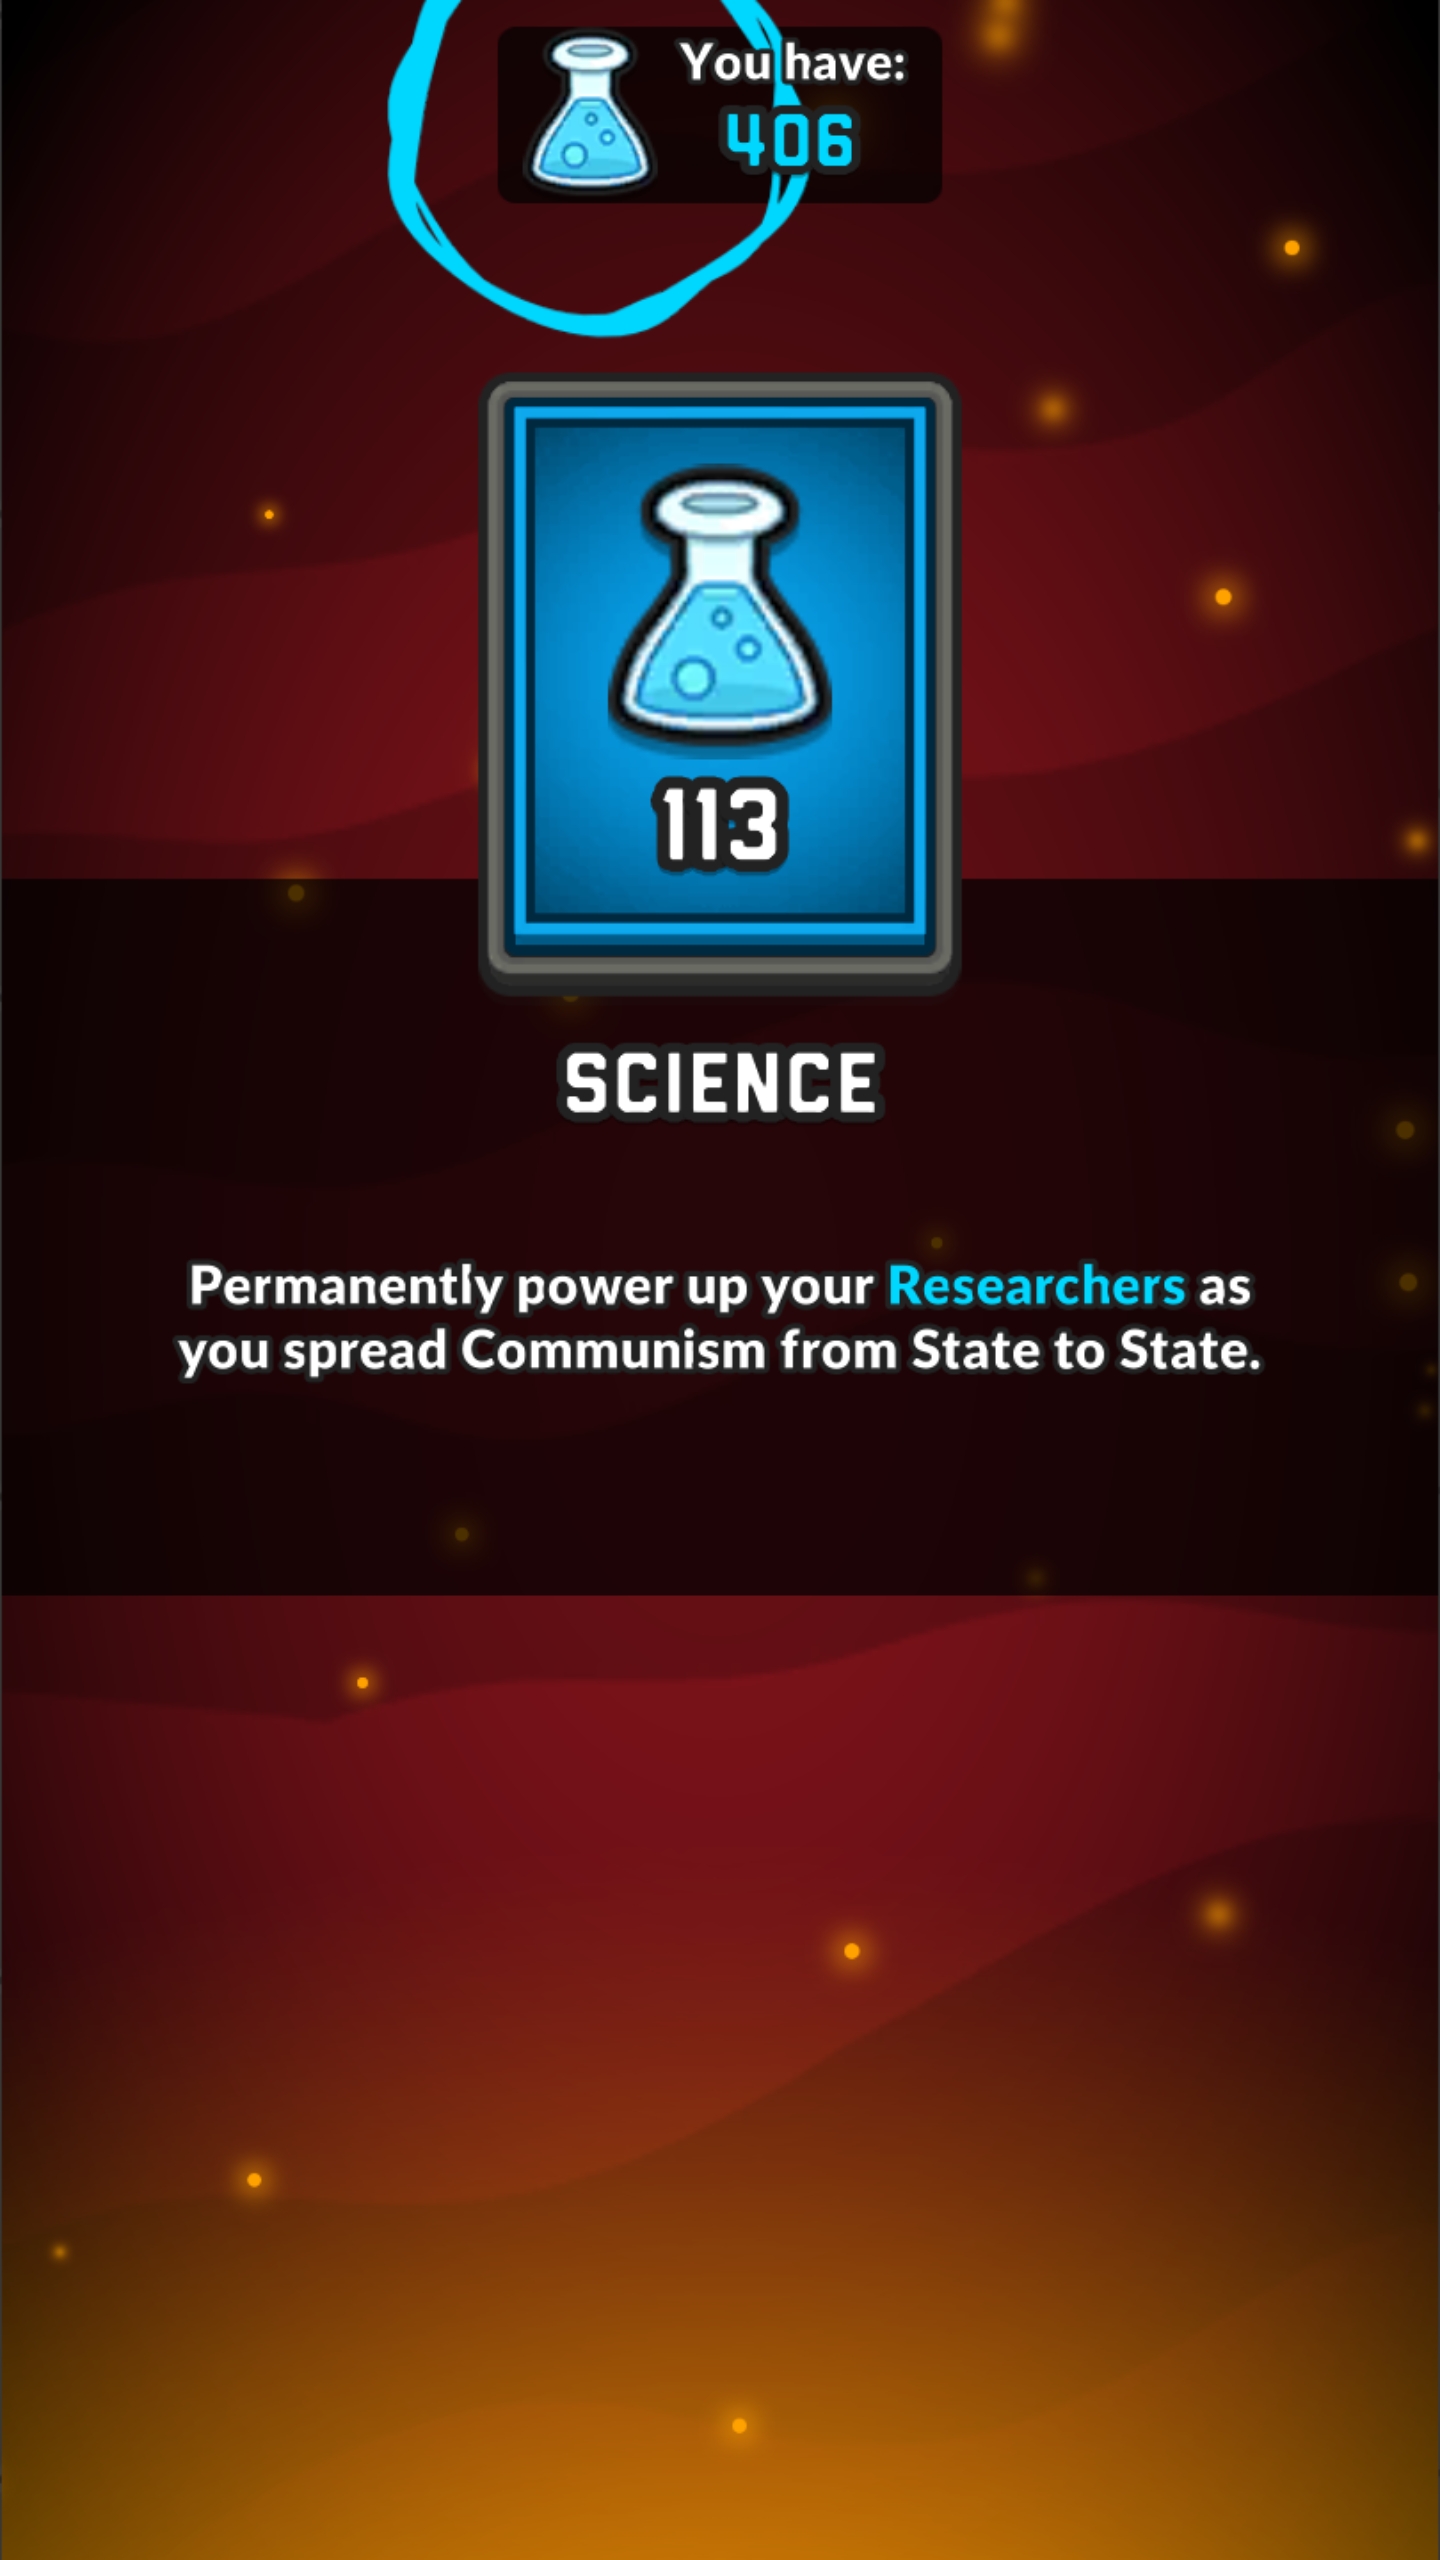 You have:
406
113
SCIENCE
Permanently power up your Researchers as
you spread Communism from State to State.